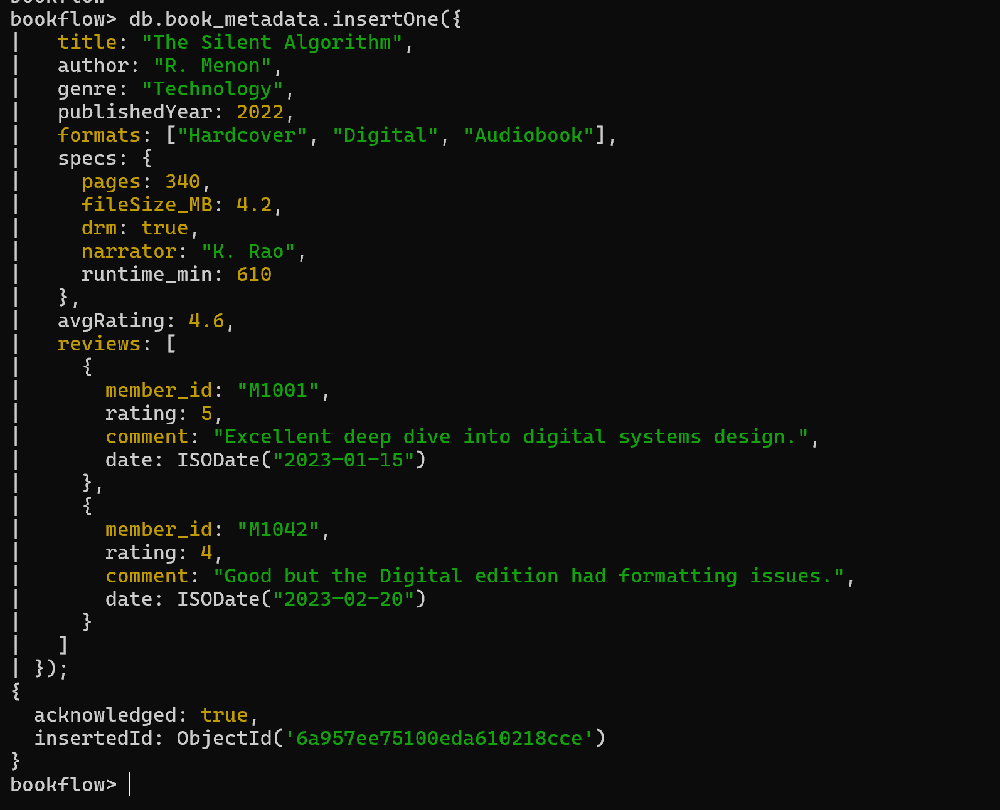 bookflow
bookflow> db.book_metadata.insertOne({
|   title: "The Silent Algorithm",
|   author: "R. Menon",
|   genre: "Technology",
|   publishedYear: 2022,
|   formats: ["Hardcover", "Digital", "Audiobook"],
|   specs: {
|     pages: 340,
|     fileSize_MB: 4.2,
|     drm: true,
|     narrator: "K. Rao",
|     runtime_min: 610
|   },
|   avgRating: 4.6,
|   reviews: [
|     {
|       member_id: "M1001",
|       rating: 5,
|       comment: "Excellent deep dive into digital systems design.",
|       date: ISODate("2023-01-15")
|     },
|     {
|       member_id: "M1042",
|       rating: 4,
|       comment: "Good but the Digital edition had formatting issues.",
|       date: ISODate("2023-02-20")
|     }
|   ]
| });
{
  acknowledged: true,
  insertedId: ObjectId('6a957ee75100eda610218cce')
}
bookflow>